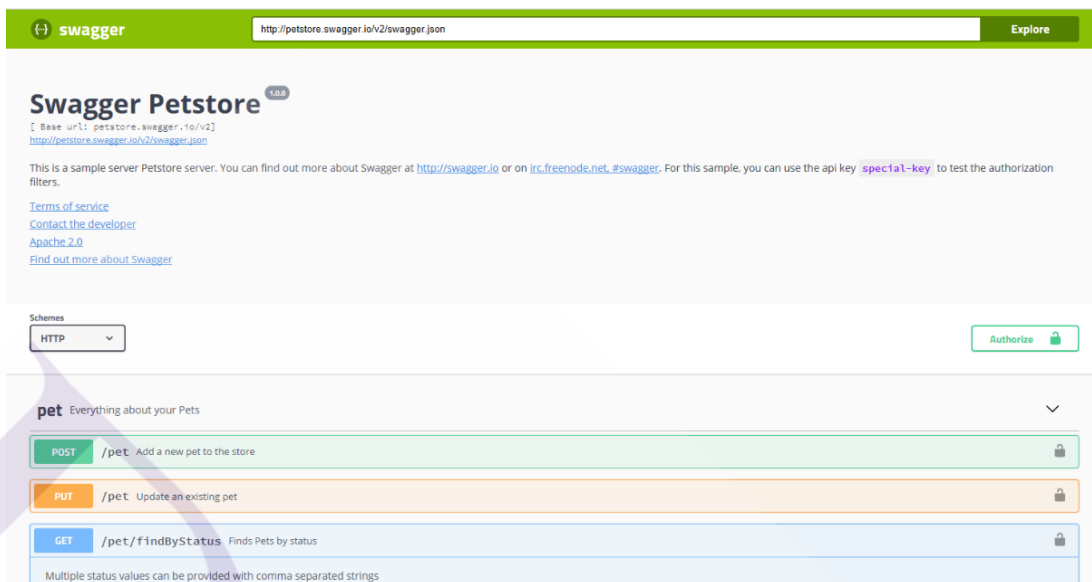 {-} swagger
http://petstore.swagger.io/v2/swagger.json
Explore
Swagger Petstore 1.0.0
[ Base url: petstore.swagger.io/v2]
http://petstore.swagger.io/v2/swagger.json
This is a sample server Petstore server. You can find out more about Swagger at http://swagger.io or on irc.freenode.net, #swagger. For this sample, you can use the api key special-key to test the authorization
filters.
Terms of service
Contact the developer
Apache 2.0
Find out more about Swagger
Schemes
HTTP
Authorize
pet Everything about your Pets
POST /pet Add a new pet to the store
PUT /pet Update an existing pet
GET /pet/findByStatus Finds Pets by status
Multiple status values can be provided with comma separated strings